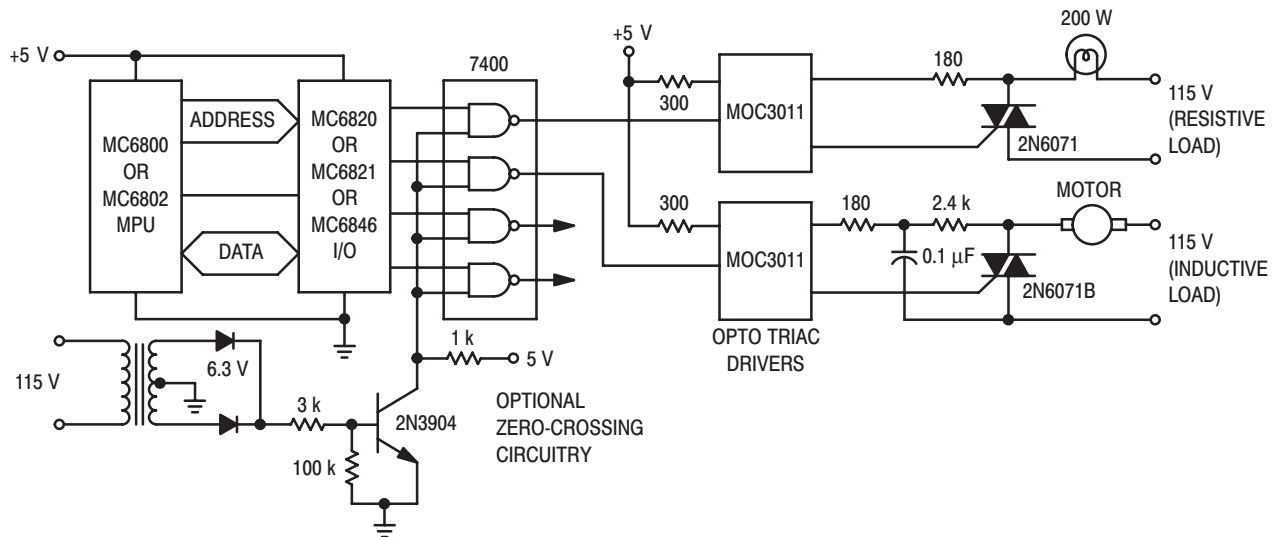 +5 V
MC6800
OR
MC6802
MPU
ADDRESS
DATA
MC6820
OR
MC6821
OR
MC6846
I/O
7400
+5 V
300
MOC3011
180
200 W
2N6071
115 V
(RESISTIVE
LOAD)
300
MOC3011
180
2.4 k
0.1 μF
MOTOR
2N6071B
115 V
(INDUCTIVE
LOAD)
OPTO TRIAC
DRIVERS
115 V
6.3 V
3 k
100 k
2N3904
1 k
5 V
OPTIONAL
ZERO-CROSSING
CIRCUITRY